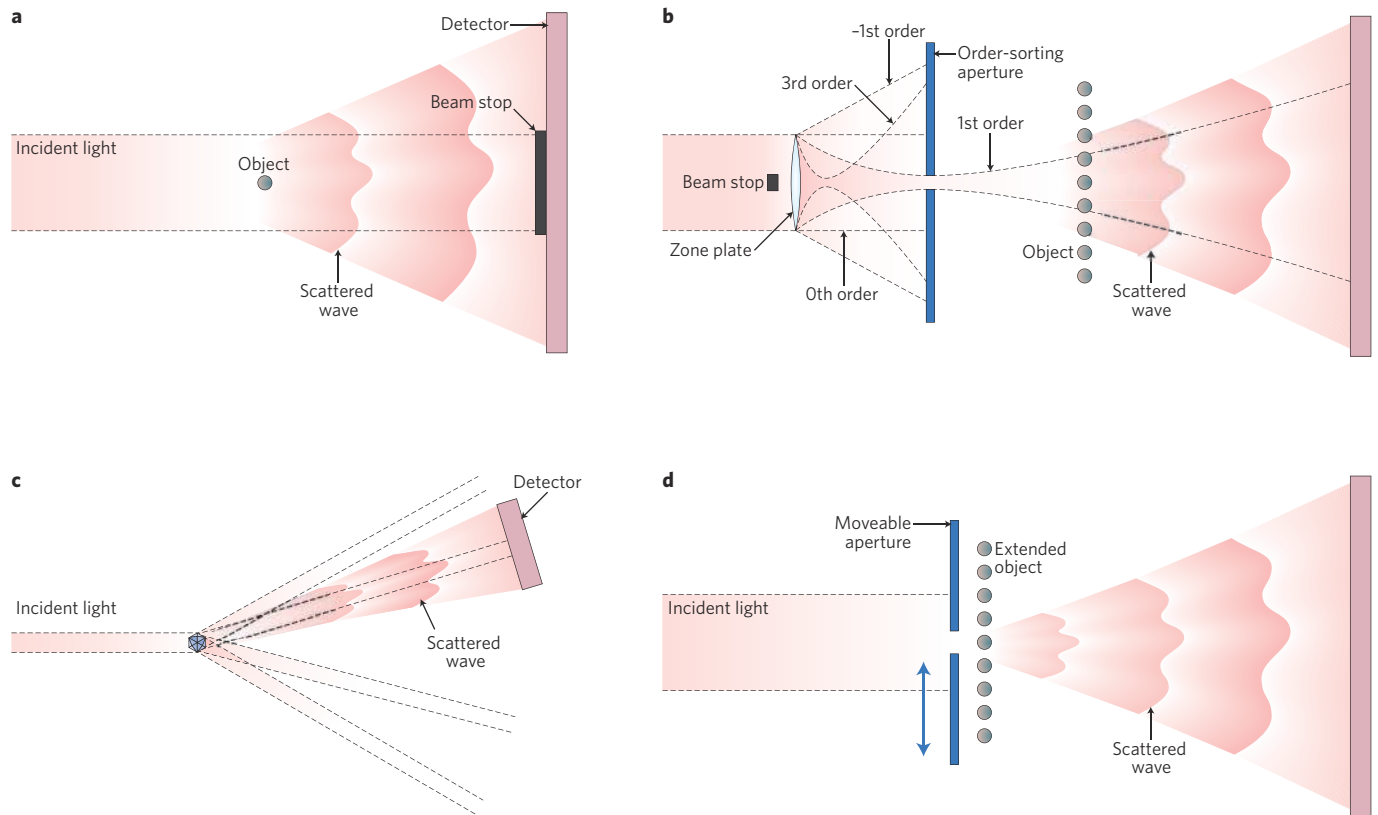 a
Detector
Beam stop
Incident light
Object
Scattered
wave
b
–1st order
Order-sorting
aperture
3rd order
1st order
Beam stop
Zone plate
Object
0th order
Scattered
wave
c
Detector
Incident light
Scattered
wave
d
Moveable
aperture
Extended
object
Incident light
Scattered
wave